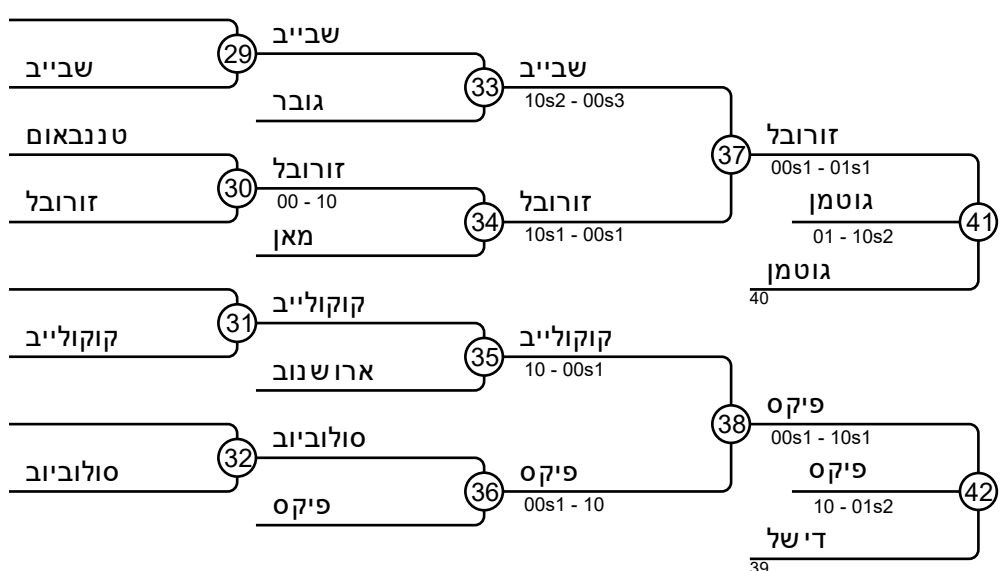 שבייב
29
שבייב
גובר
33
שבייב
10s2 - 00s3
טננבאום
זורובל
30
זורובל
00 - 10
מאן
34
זורובל
10s1 - 00s1
37
זורובל
00s1 - 01s1
גוטמן
01 - 10s2
גוטמן
40
41
קוקולייב
31
קוקולייב
ארושנוב
35
קוקולייב
10 - 00s1
סולוביוב
32
סולוביוב
פיקס
36
פיקס
00s1 - 10
38
פיקס
00s1 - 10s1
פיקס
10 - 01s2
דישל
39
42